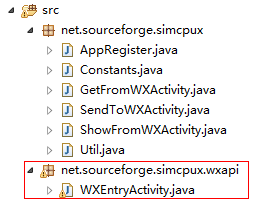 src
net.sourceforge.simcpux
AppRegister.java
Constants.java
GetFromWXActivity.java
SendToWXActivity.java
ShowFromWXActivity.java
Util.java
net.sourceforge.simcpux.wxapi
WXEntryActivity.java